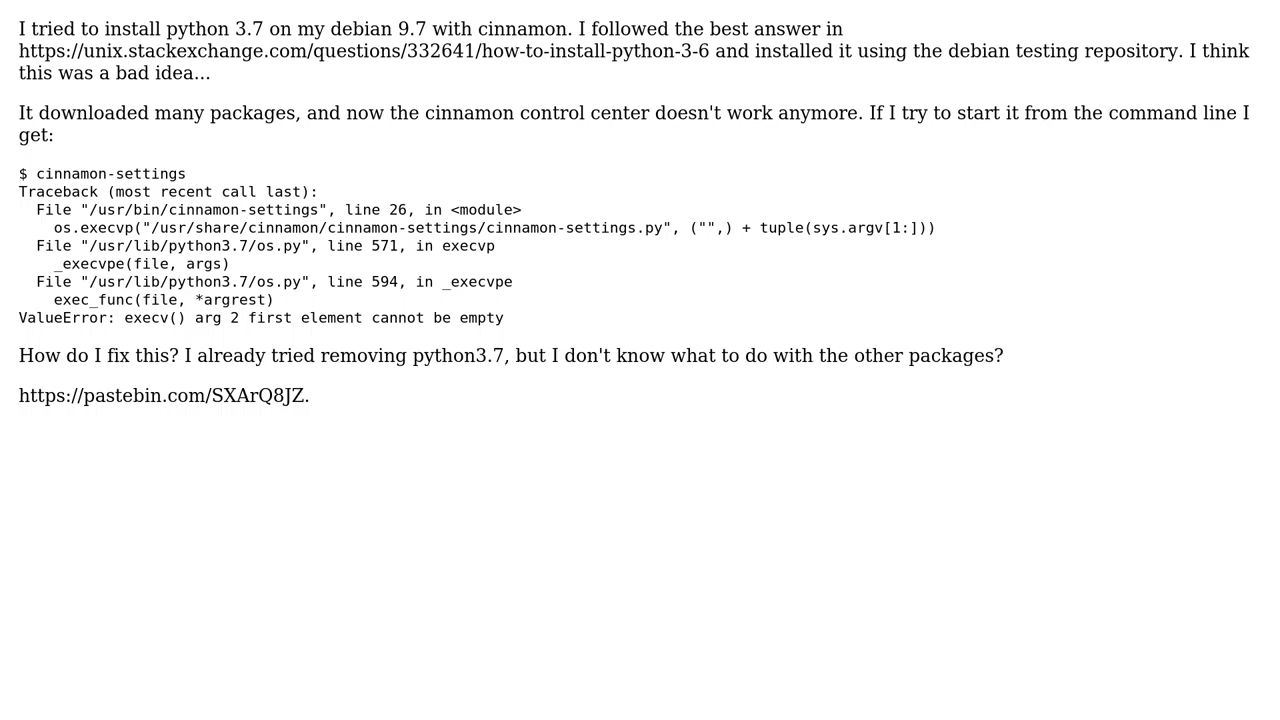 I tried to install python 3.7 on my debian 9.7 with cinnamon. I followed the best answer in
https://unix.stackexchange.com/questions/332641/how-to-install-python-3-6 and installed it using the debian testing repository. I think
this was a bad idea...
It downloaded many packages, and now the cinnamon control center doesn't work anymore. If I try to start it from the command line I
get:
$ cinnamon-settings
Traceback (most recent call last):
  File "/usr/bin/cinnamon-settings", line 26, in <module>
    os.execvp("/usr/share/cinnamon/cinnamon-settings/cinnamon-settings.py", ("",) + tuple(sys.argv[1:]))
  File "/usr/lib/python3.7/os.py", line 571, in execvp
    _execvpe(file, args)
  File "/usr/lib/python3.7/os.py", line 594, in _execvpe
    exec_func(file, *argrest)
ValueError: execv() arg 2 first element cannot be empty
How do I fix this? I already tried removing python3.7, but I don't know what to do with the other packages?
https://pastebin.com/SXArQ8JZ.